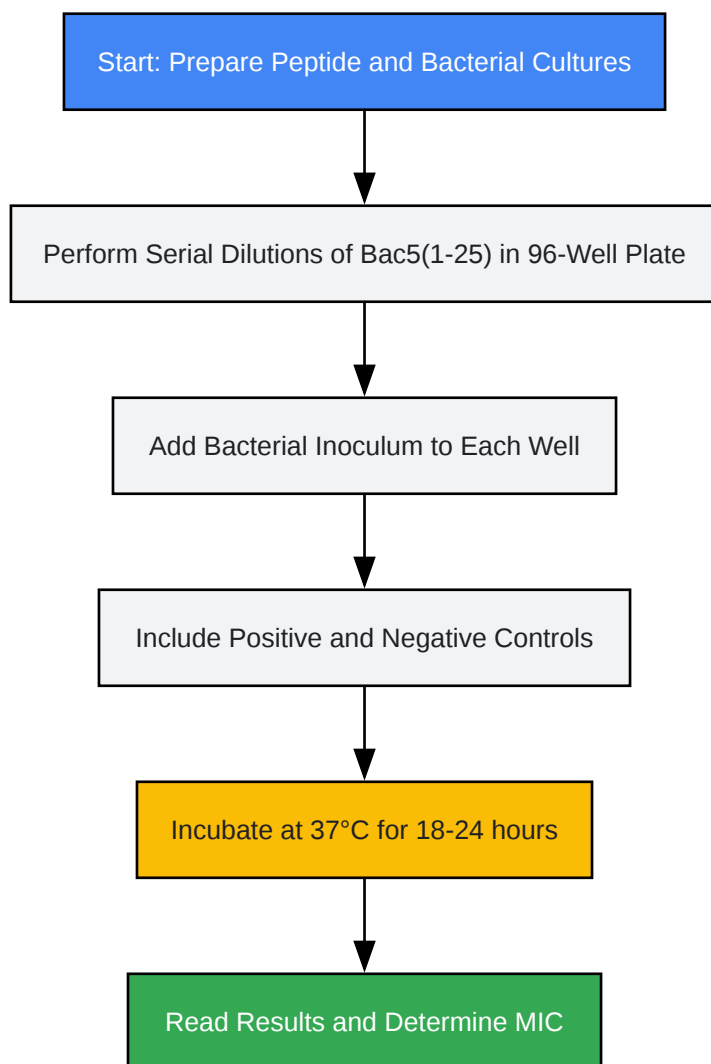 Start: Prepare Peptide and Bacterial Cultures
Perform Serial Dilutions of Bac5(1-25) in 96-Well Plate
Add Bacterial Inoculum to Each Well
Include Positive and Negative Controls
Incubate at 37°C for 18-24 hours
Read Results and Determine MIC